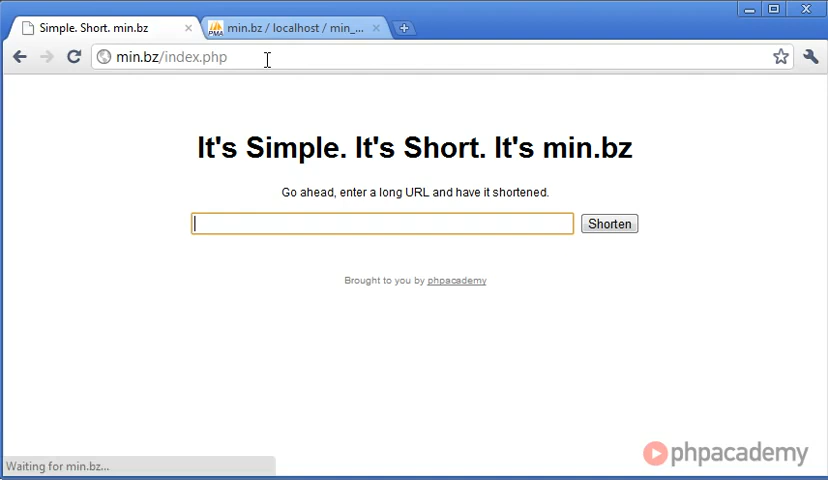 Simple. Short. min.bz
min.bz / localhost / min_...
min.bz/index.php
It's Simple. It's Short. It's min.bz
Go ahead, enter a long URL and have it shortened.
Shorten
Brought to you by phpacademy
phpacademy
Waiting for min.bz...